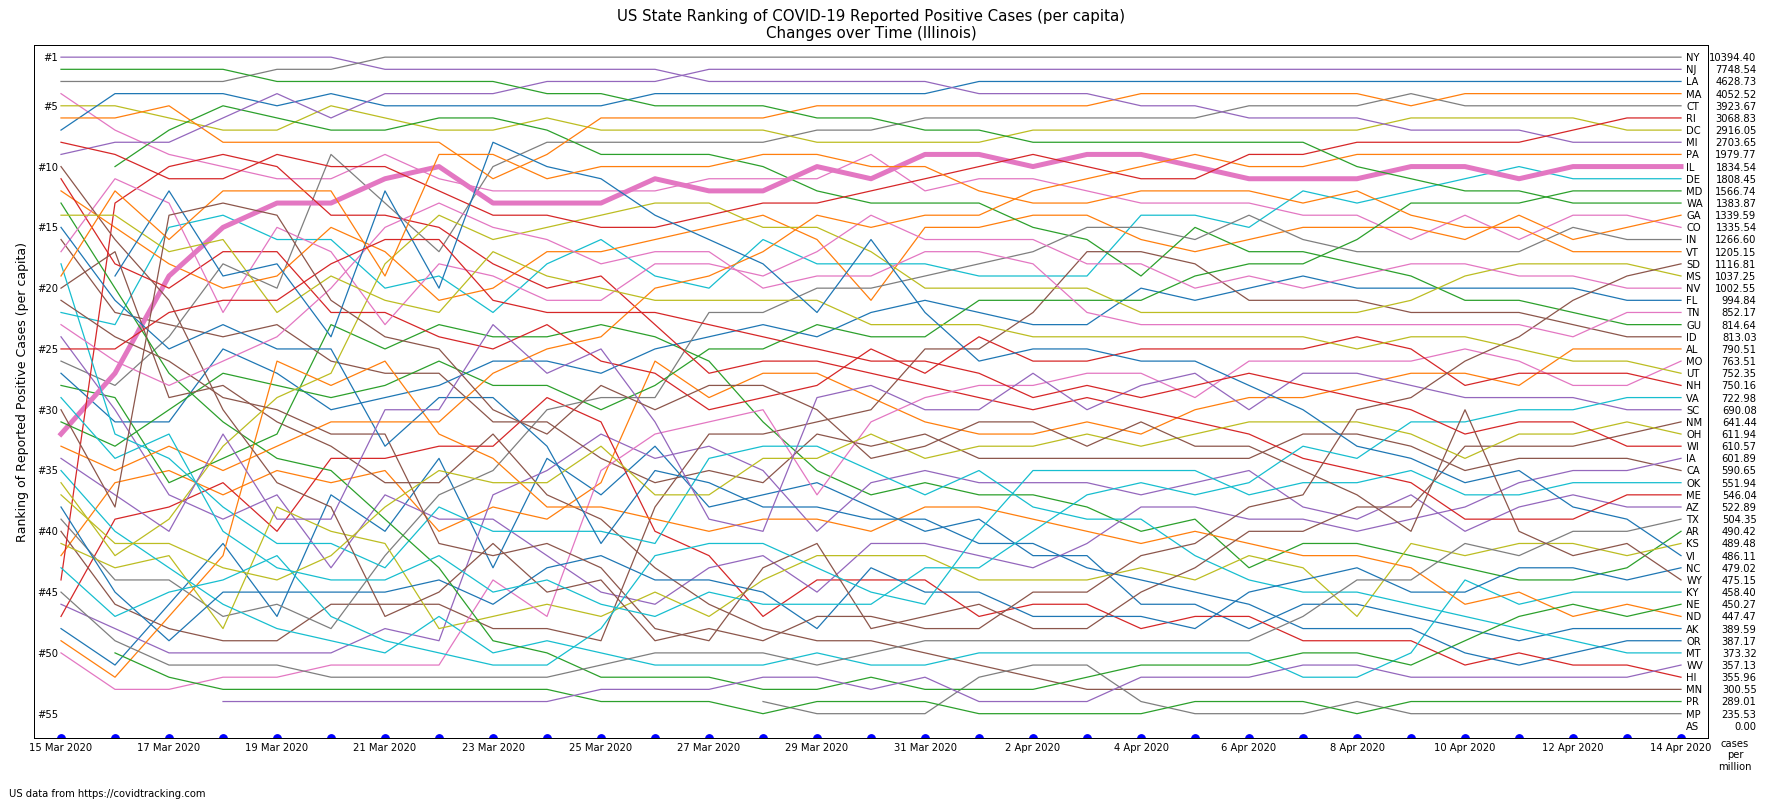 US State Ranking of COVID-19 Reported Positive Cases (per capita)
Changes over Time (Illinois)
Ranking of Reported Positive Cases (per capita)
#1
#5
#10
#15
#20
#25
#30
#35
#40
#45
#50
#55
NY 10394.40
NJ 7748.54
LA 4628.73
MA 4052.52
CT 3923.67
RI 3068.83
DC 2916.05
MI 2703.65
PA 1979.77
IL 1834.54
DE 1808.45
MD 1566.74
WA 1383.87
GA 1339.59
CO 1335.54
IN 1266.60
VT 1205.15
SD 1116.81
MS 1037.25
NV 1002.55
FL 994.84
TN 852.17
GU 814.64
ID 813.03
AL 790.51
MO 763.51
UT 752.35
NH 750.16
VA 722.98
SC 690.08
NM 641.44
OH 611.94
WI 610.57
IA 601.89
CA 590.65
OK 551.94
ME 546.04
AZ 522.89
TX 504.35
AR 490.42
KS 489.48
VI 486.11
NC 479.02
WY 475.15
KY 458.40
NE 450.27
ND 447.47
AK 389.59
OR 387.17
MT 373.32
WV 357.13
HI 355.96
MN 300.55
PR 289.01
MP 235.53
AS 0.00
15 Mar 2020 17 Mar 2020 19 Mar 2020 21 Mar 2020 23 Mar 2020 25 Mar 2020 27 Mar 2020 29 Mar 2020 31 Mar 2020 2 Apr 2020 4 Apr 2020 6 Apr 2020 8 Apr 2020 10 Apr 2020 12 Apr 2020 14 Apr 2020
cases
per
million
US data from https://covidtracking.com